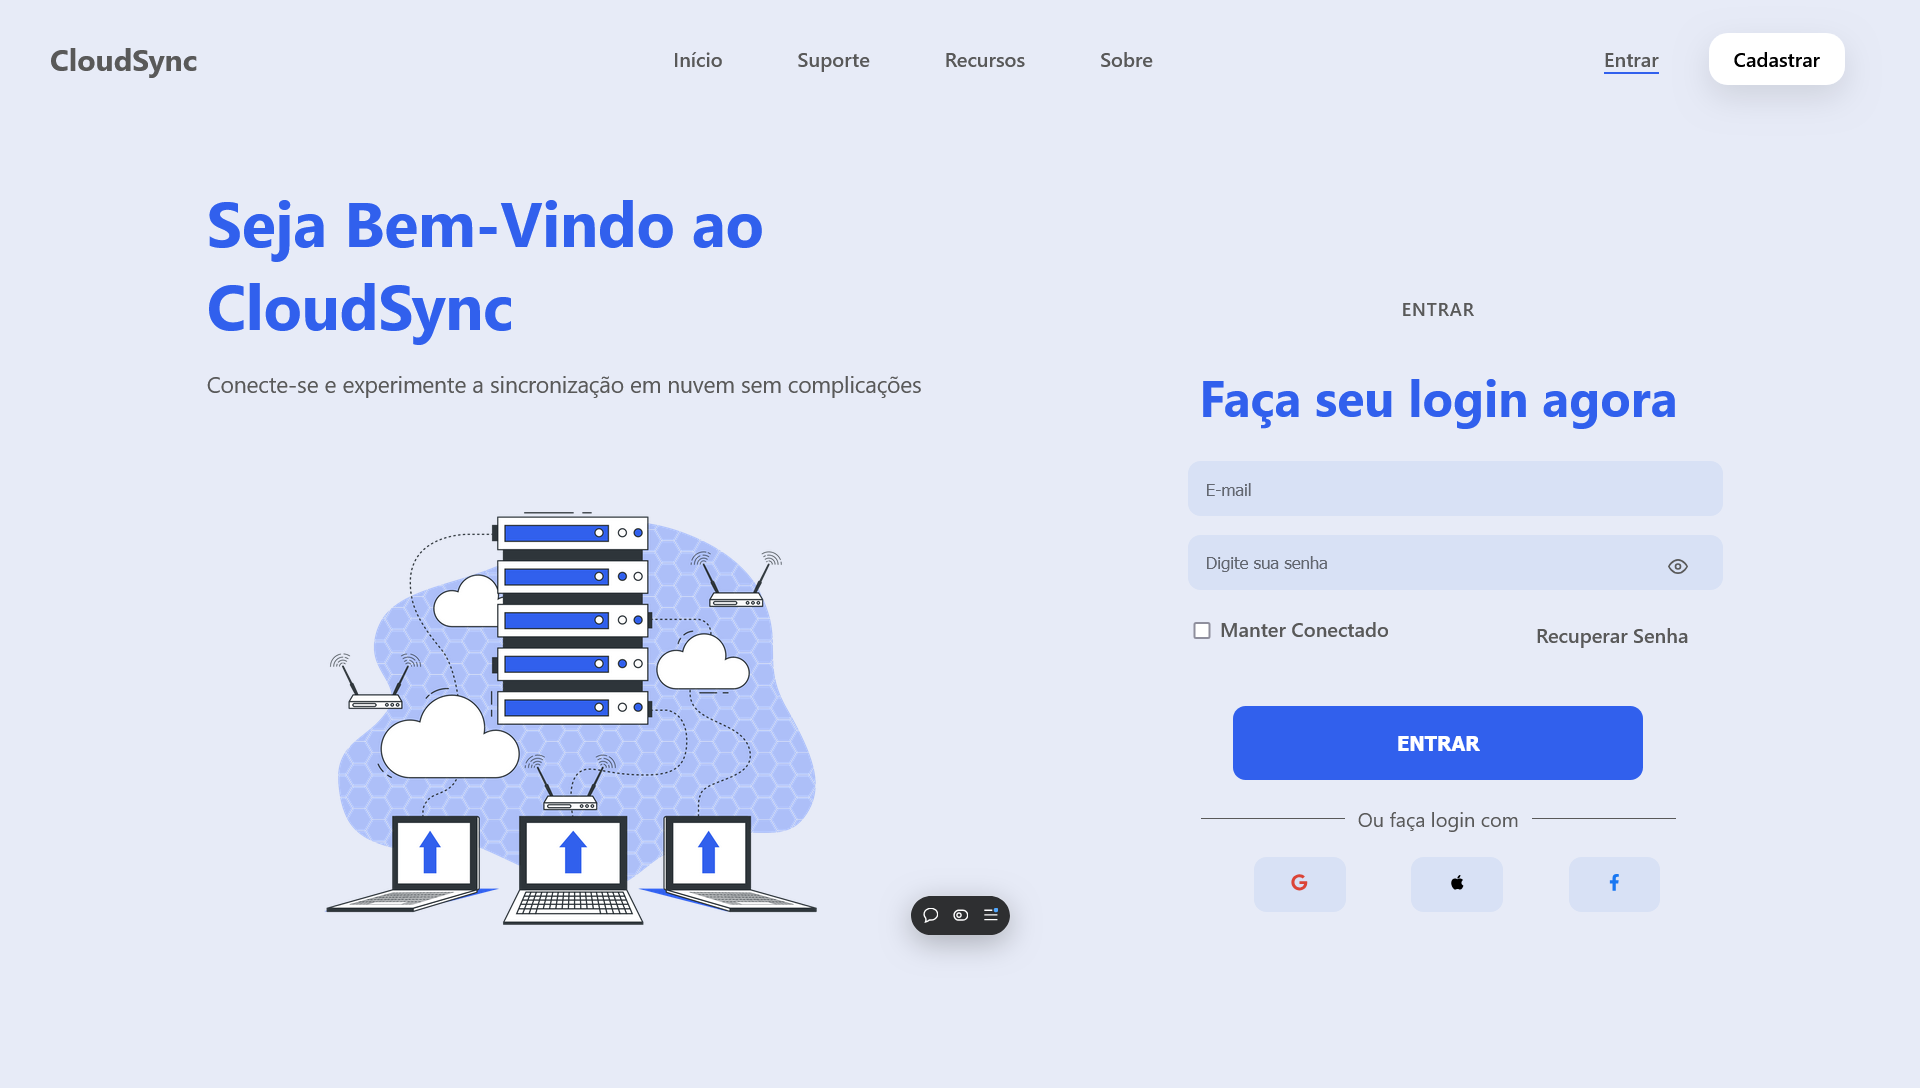 CloudSync
Início
Suporte
Recursos
Sobre
Entrar
Cadastrar
Seja Bem-Vindo ao
CloudSync
Conecte-se e experimente a sincronização em nuvem sem complicações
ENTRAR
Faça seu login agora
E-mail
Digite sua senha
Manter Conectado
Recuperar Senha
ENTRAR
Ou faça login com